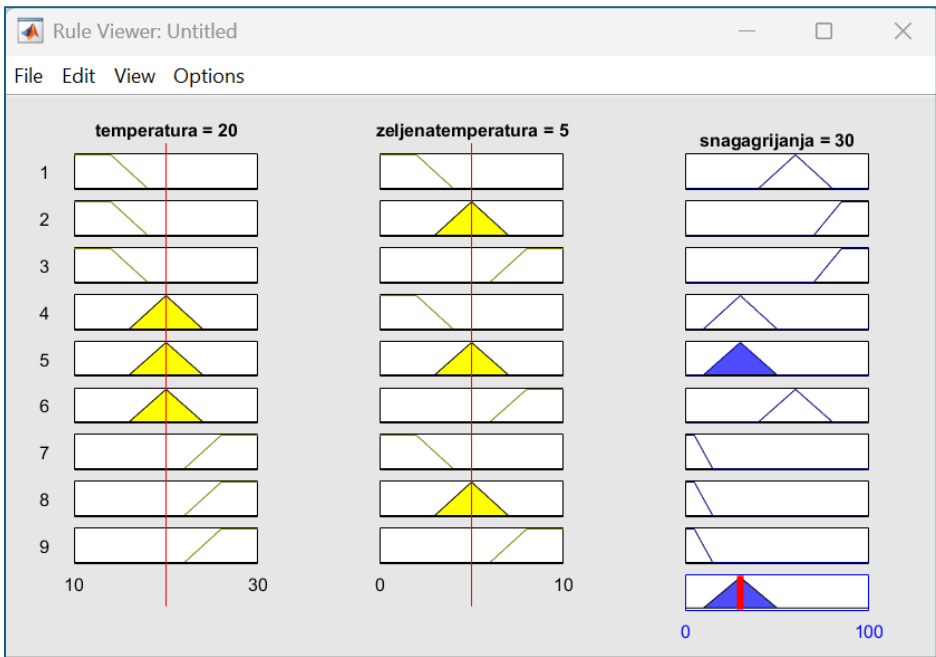 Rule Viewer: Untitled
File Edit View Options
temperatura = 20
zeljenatemperatura = 5
snagagrijanja = 30
1
2
3
4
5
6
7
8
9
10 30
0 10
0 100